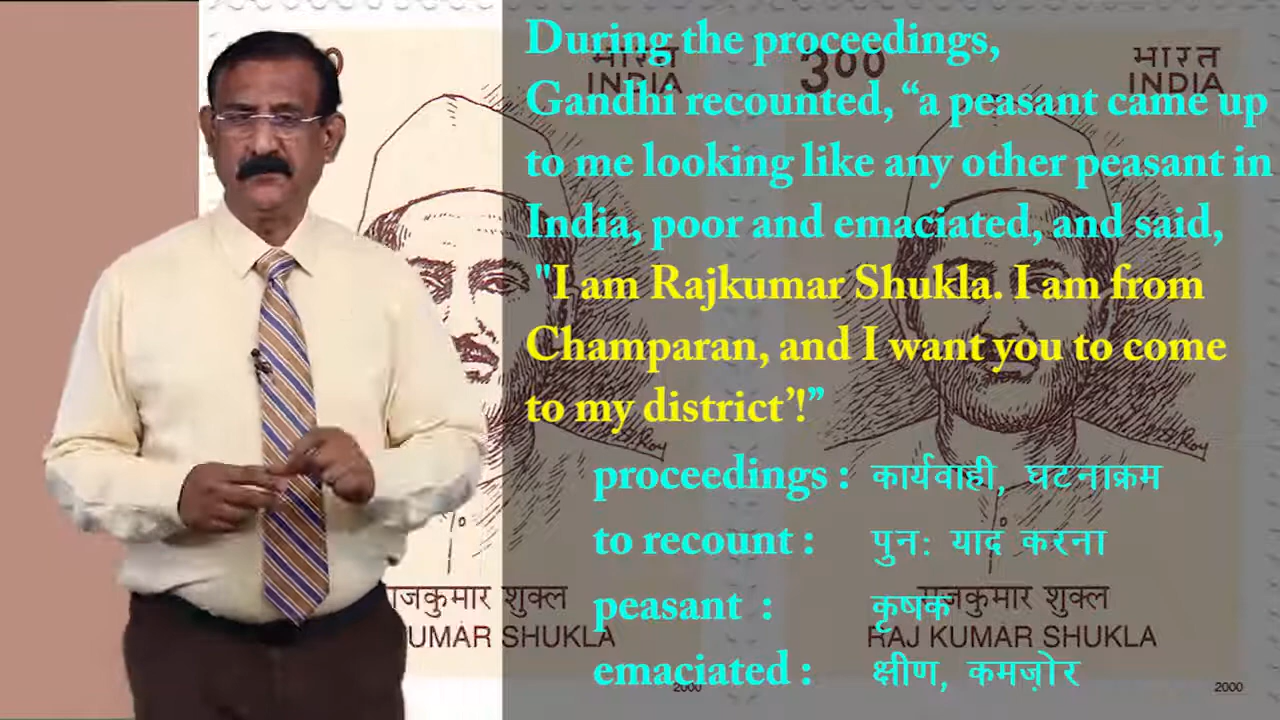 During the proceedings,
Gandhi recounted, “a peasant came up
to me looking like any other peasant in
India, poor and emaciated, and said,
"I am Rajkumar Shukla. I am from
Champaran, and I want you to come
to my district’!”
proceedings : कार्यवाही, घटनाक्रम
to recount : पुनः याद करना
peasant : कृषक
emaciated : क्षीण, कमज़ोर
भारत
INDIA
300
भारत
INDIA
राजकुमार शुक्ल
UMAR SHUKLA
2000
राजकुमार शुक्ल
RAJ KUMAR SHUKLA
2000